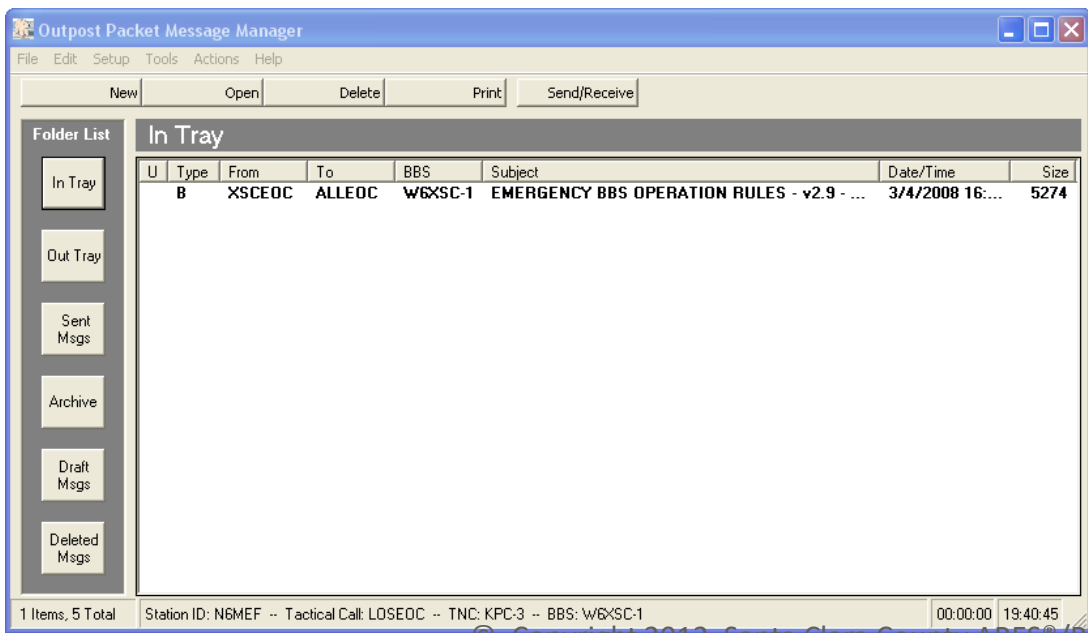 Outpost Packet Message Manager
File Edit Setup Tools Actions Help
New Open Delete Print Send/Receive
Folder List
In Tray
In Tray
Out Tray
Sent
Msgs
Archive
Draft
Msgs
Deleted
Msgs
U Type From To BBS Subject Date/Time Size
B XSCEOC ALLEOC W6XSC-1 EMERGENCY BBS OPERATION RULES - v2.9 - ... 3/4/2008 16:... 5274
1 Items, 5 Total Station ID: N6MEF -- Tactical Call: LOSEOC -- TNC: KPC-3 -- BBS: W6XSC-1 00:00:00 19:40:45
© Copyright 2012 Santa Clara County ARES®/